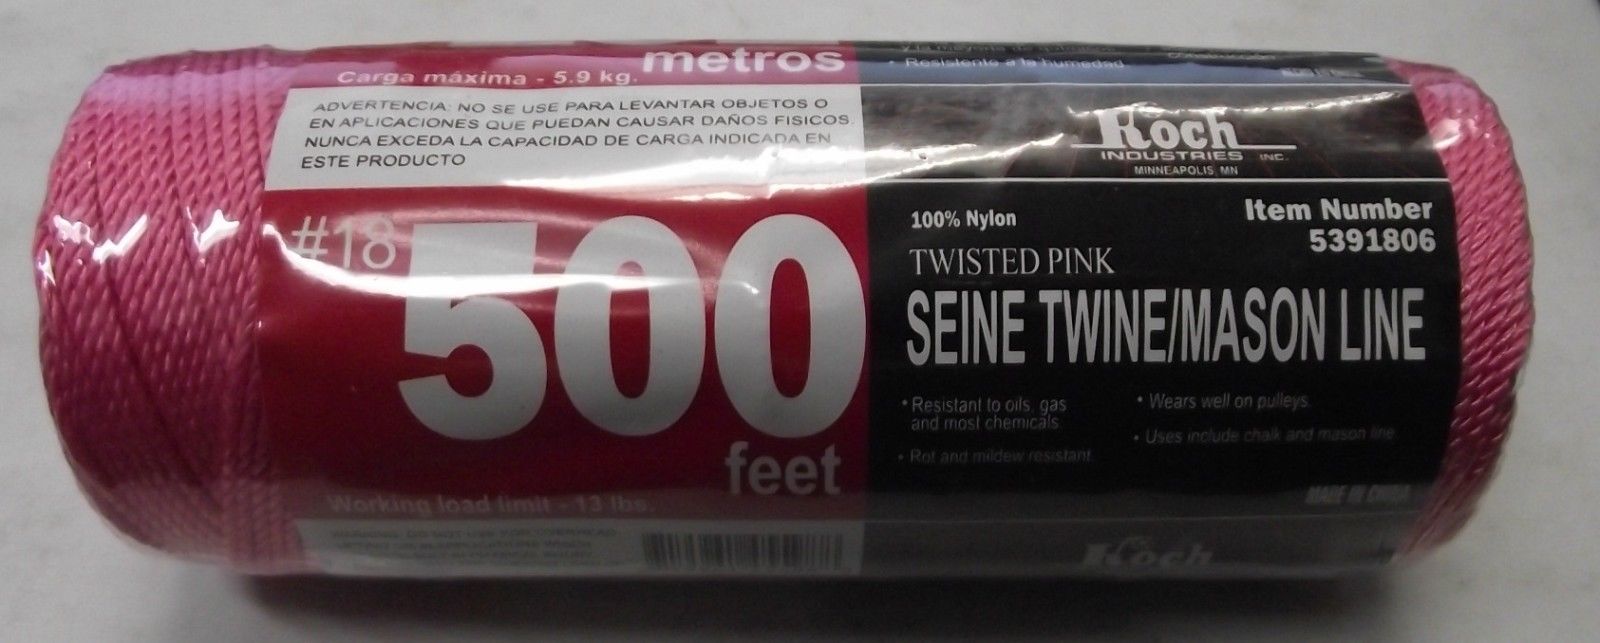 metros
Carga máxima - 5.9 kg.
ADVERTENCIA: NO SE USE PARA LEVANTAR OBJETOS O
EN APLICACIONES QUE PUEDAN CAUSAR DAÑOS FISICOS.
NUNCA EXCEDA LA CAPACIDAD DE CARGA INDICADA EN
ESTE PRODUCTO
#18
500
feet
Working load limit - 13 lbs.
• Resistente a la humedad
Koch
INDUSTRIES INC.
MINNEAPOLIS, MN
Item Number
5391806
100% Nylon
TWISTED PINK
SEINE TWINE/MASON LINE
• Resistant to oils, gas
and most chemicals.
• Rot and mildew resistant.
• Wears well on pulleys.
• Uses include chalk and mason line
MADE IN CHINA
Koch